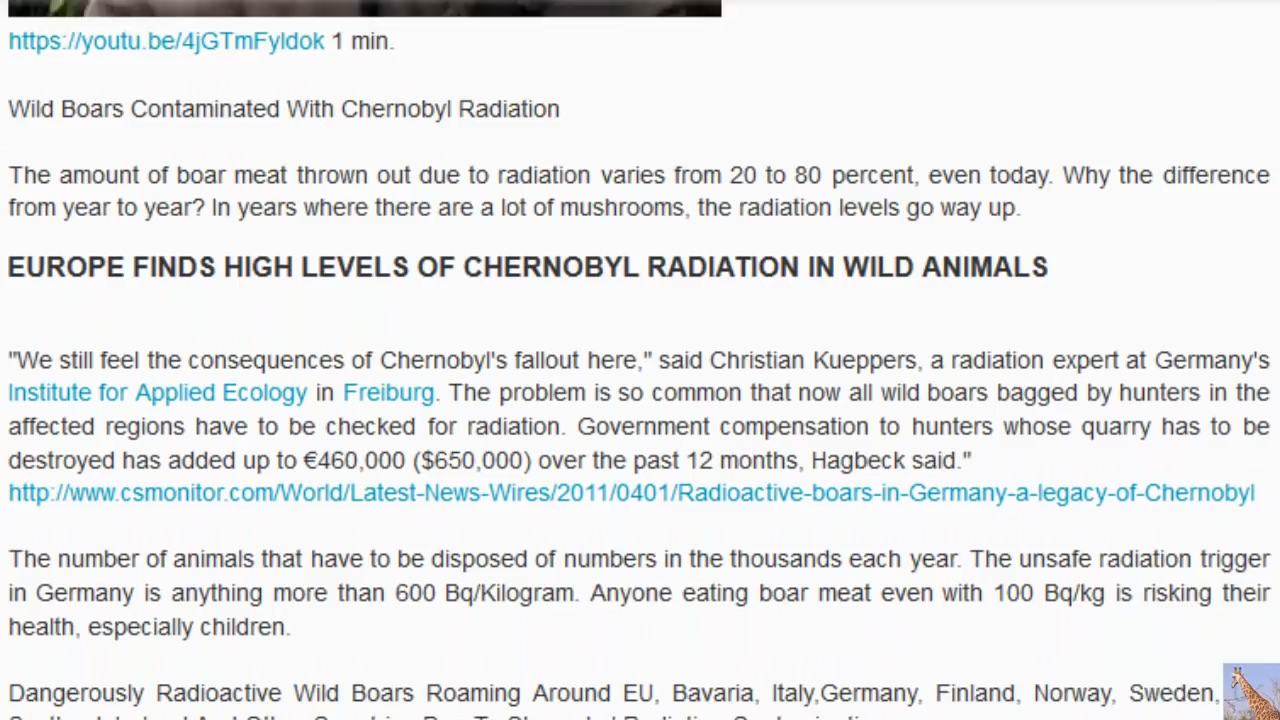 https://youtu.be/4jGTmFyldok 1 min.
Wild Boars Contaminated With Chernobyl Radiation
The amount of boar meat thrown out due to radiation varies from 20 to 80 percent, even today. Why the difference
from year to year? In years where there are a lot of mushrooms, the radiation levels go way up.
EUROPE FINDS HIGH LEVELS OF CHERNOBYL RADIATION IN WILD ANIMALS
"We still feel the consequences of Chernobyl's fallout here," said Christian Kueppers, a radiation expert at Germany's
Institute for Applied Ecology in Freiburg. The problem is so common that now all wild boars bagged by hunters in the
affected regions have to be checked for radiation. Government compensation to hunters whose quarry has to be
destroyed has added up to €460,000 ($650,000) over the past 12 months, Hagbeck said."
http://www.csmonitor.com/World/Latest-News-Wires/2011/0401/Radioactive-boars-in-Germany-a-legacy-of-Chernobyl
The number of animals that have to be disposed of numbers in the thousands each year. The unsafe radiation trigger
in Germany is anything more than 600 Bq/Kilogram. Anyone eating boar meat even with 100 Bq/kg is risking their
health, especially children.
Dangerously Radioactive Wild Boars Roaming Around EU, Bavaria, Italy,Germany, Finland, Norway, Sweden,